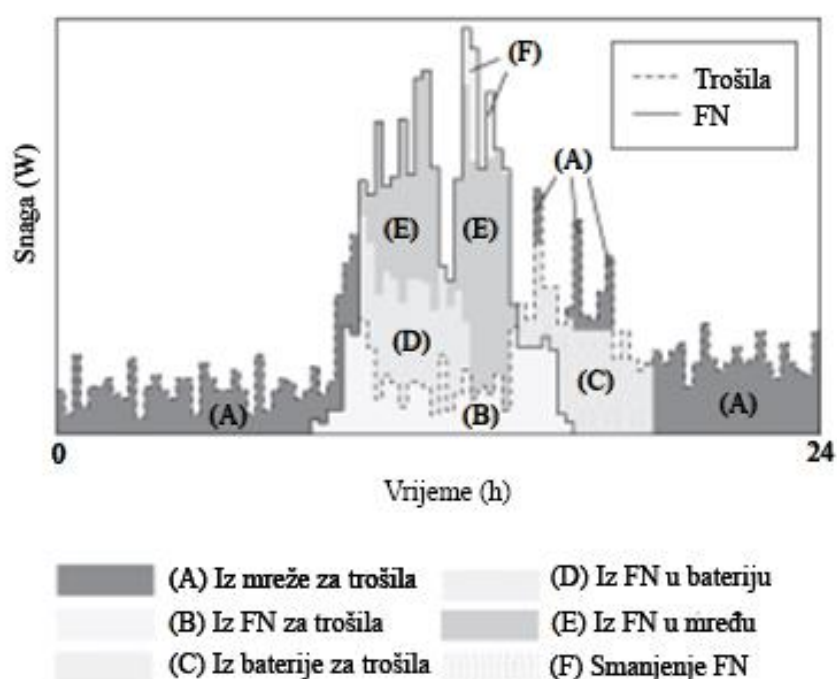 (F)
Trošila
FN
(A)
Snaga (W)
(E)
(E)
(D)
(C)
(A)
(B)
(A)
0
24
Vrijeme (h)
(A) Iz mreže za trošila
(D) Iz FN u bateriju
(B) Iz FN za trošila
(E) Iz FN u mređu
(C) Iz baterije za trošila
(F) Smanjenje FN